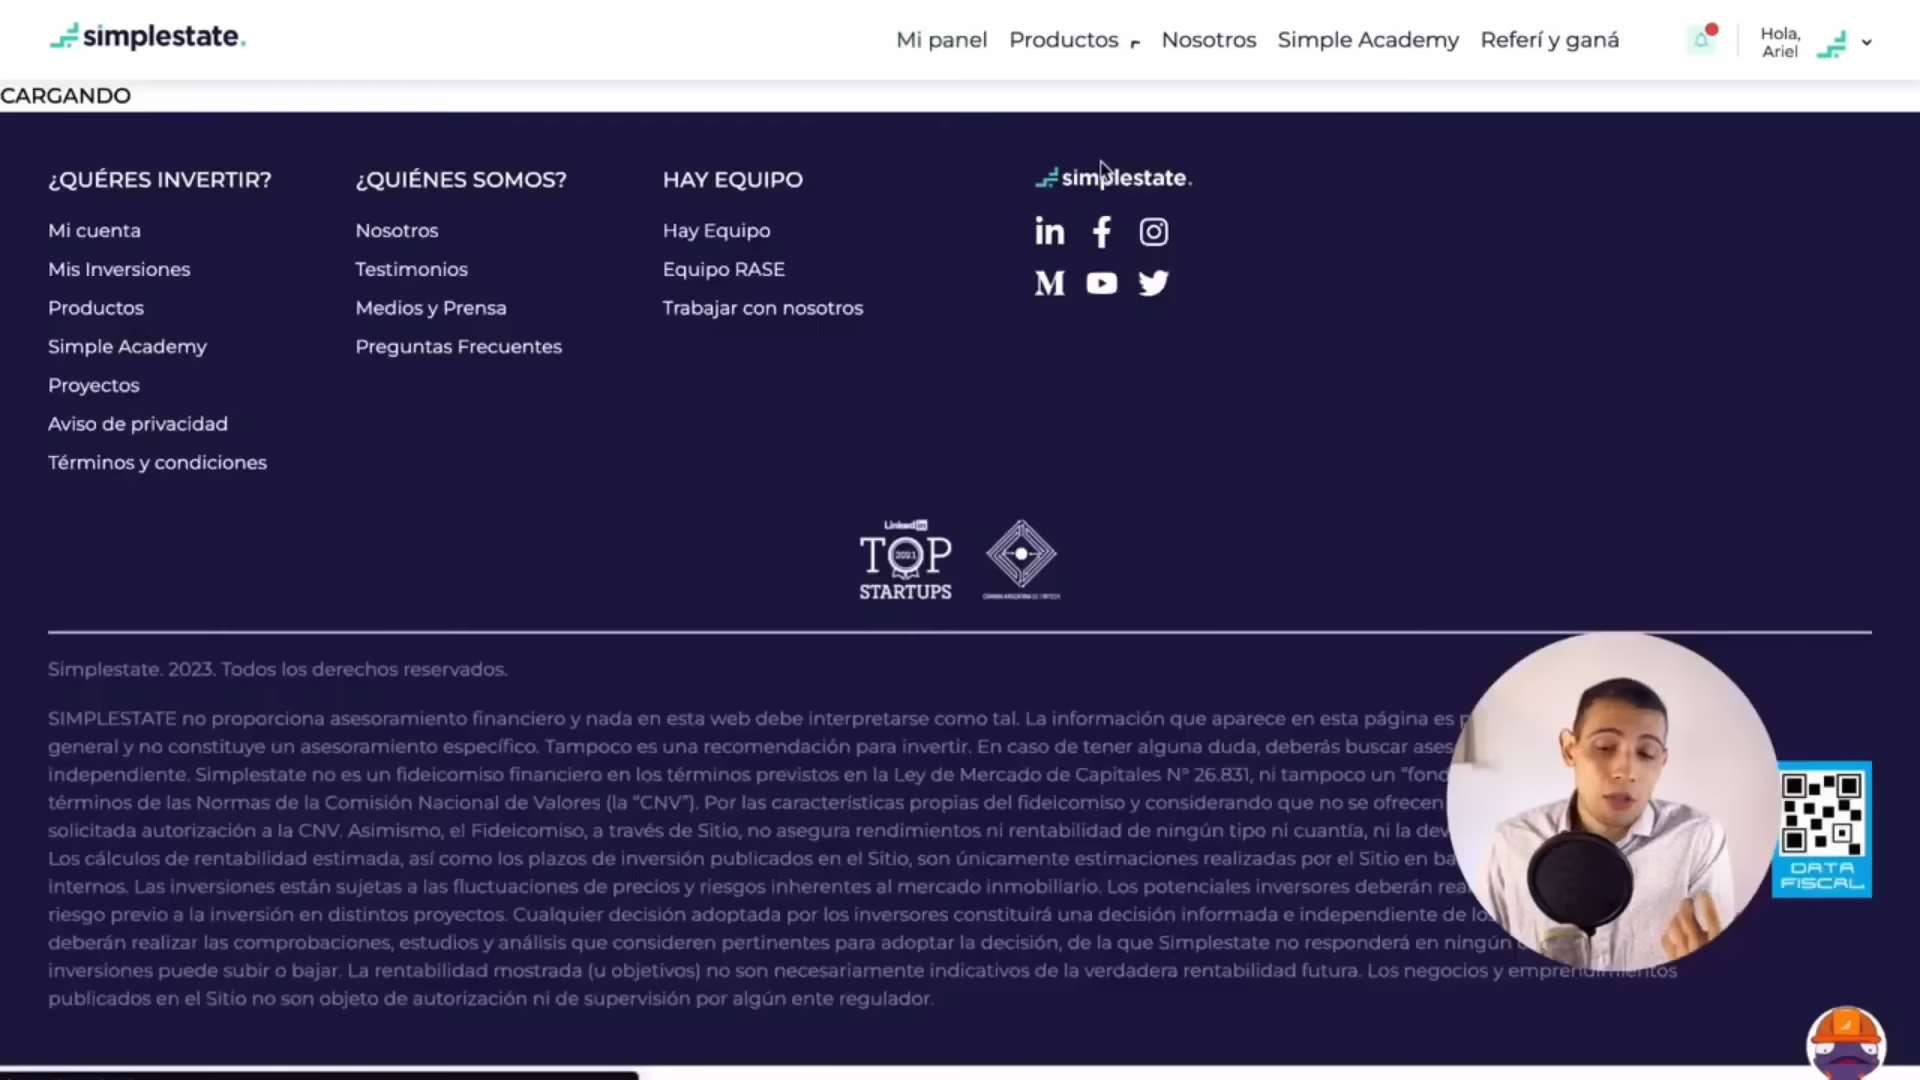 simplestate.
Mi panel Productos Nosotros Simple Academy Referí y ganá
Hola,
Ariel
CARGANDO
¿QUÉRES INVERTIR?
Mi cuenta
Mis Inversiones
Productos
Simple Academy
Proyectos
Aviso de privacidad
Términos y condiciones
¿QUIÉNES SOMOS?
Nosotros
Testimonios
Medios y Prensa
Preguntas Frecuentes
HAY EQUIPO
Hay Equipo
Equipo RASE
Trabajar con nosotros
simplestate.
Linked in
TOP
2021
STARTUPS
CÁMARA ARGENTINA DE FINTECH
Simplestate. 2023. Todos los derechos reservados.
SIMPLESTATE no proporciona asesoramiento financiero y nada en esta web debe interpretarse como tal. La información que aparece en esta página es
general y no constituye un asesoramiento específico. Tampoco es una recomendación para invertir. En caso de tener alguna duda, deberás buscar
independiente. Simplestate no es un fideicomiso financiero en los términos previstos en la Ley de Mercado de Capitales N° 26.831, ni tampoco un
términos de las Normas de la Comisión Nacional de Valores (la “CNV”). Por las características propias del fideicomiso y considerando que no se ofrecen
solicitada autorización a la CNV. Asimismo, el Fideicomiso, a través de Sitio, no asegura rendimientos ni rentabilidad de ningún tipo ni cuantía, ni la
Los cálculos de rentabilidad estimada, así como los plazos de inversión publicados en el Sitio, son únicamente estimaciones realizadas por el Sitio en
internos. Las inversiones están sujetas a las fluctuaciones de precios y riesgos inherentes al mercado inmobiliario. Los potenciales inversores deberán
riesgo previo a la inversión en distintos proyectos. Cualquier decisión adoptada por los inversores constituirá una decisión informada e independiente de
deberán realizar las comprobaciones, estudios y análisis que consideren pertinentes para adoptar la decisión, de la que Simplestate no responderá en ningún
inversiones puede subir o bajar. La rentabilidad mostrada (u objetivos) no son necesariamente indicativos de la verdadera rentabilidad futura. Los negocios y emprendimientos
publicados en el Sitio no son objeto de autorización ni de supervisión por algún ente regulador.
DATA
FISCAL